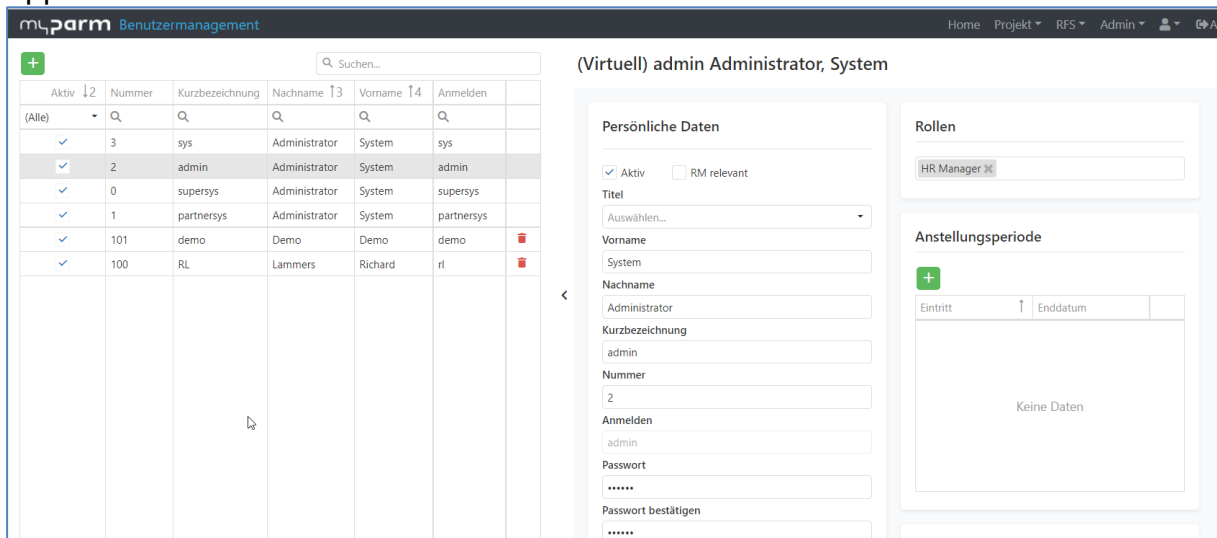 myparm Benutzermanagement Home Projekt RFS Admin A
Suchen...
Aktiv 2 Nummer Kurzbezeichnung Nachname 3 Vorname 4 Anmelden
(Alle)
3 sys Administrator System sys
2 admin Administrator System admin
0 supersys Administrator System supersys
1 partnersys Administrator System partnersys
101 demo Demo Demo demo
100 RL Lammers Richard rl
(Virtuell) admin Administrator, System
Persönliche Daten
Aktiv RM relevant
Titel
Auswählen...
Vorname
System
Nachname
Administrator
Kurzbezeichnung
admin
Nummer
2
Anmelden
admin
Passwort
••••••
Passwort bestätigen
••••••
Rollen
HR Manager
Anstellungsperiode
Eintritt Enddatum
Keine Daten